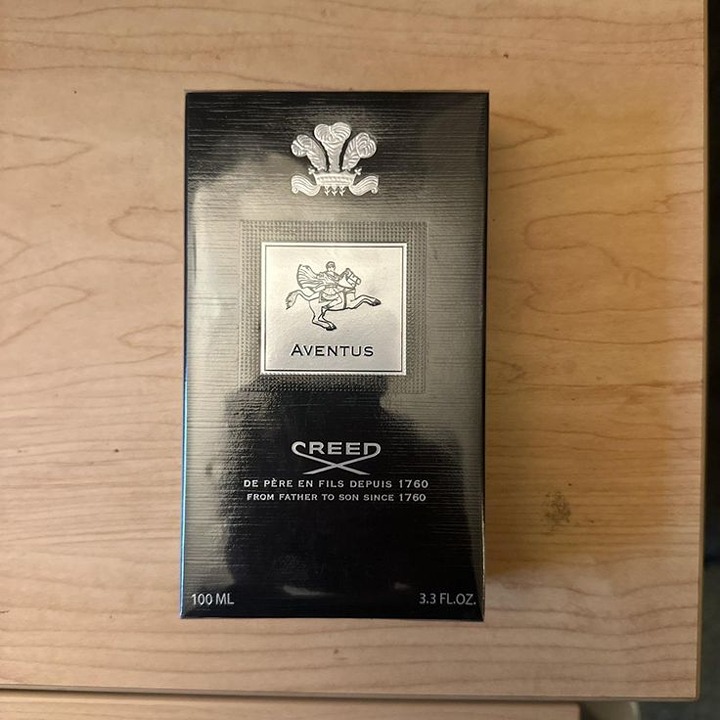 AVENTUS
CREED
DE PÈRE EN FILS DEPUIS 1760
FROM FATHER TO SON SINCE 1760
100 ML
3.3 FL.OZ.